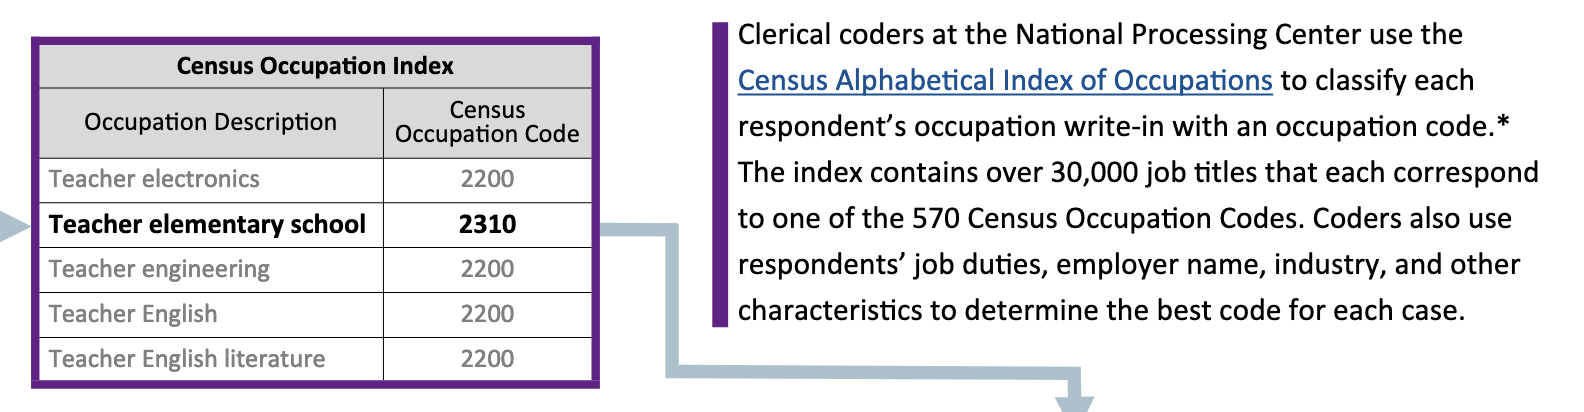 Census Occupation Index
Occupation Description
Census
Occupation Code
Teacher electronics 2200
Teacher elementary school 2310
Teacher engineering 2200
Teacher English 2200
Teacher English literature 2200
Clerical coders at the National Processing Center use the
Census Alphabetical Index of Occupations to classify each
respondent’s occupation write-in with an occupation code.*
The index contains over 30,000 job titles that each correspond
to one of the 570 Census Occupation Codes. Coders also use
respondents’ job duties, employer name, industry, and other
characteristics to determine the best code for each case.